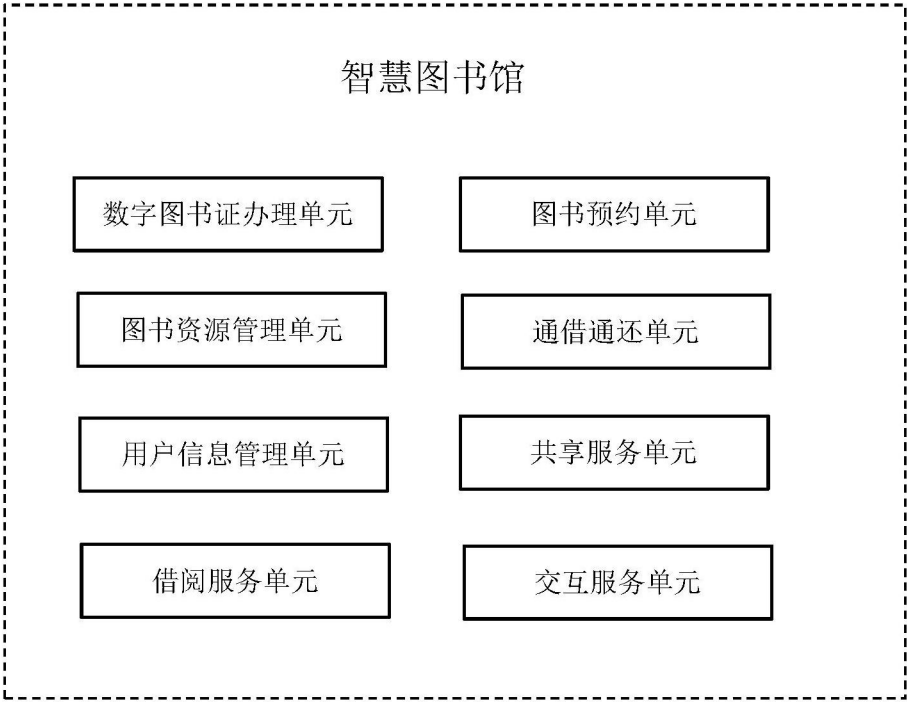 智慧图书馆
数字图书证办理单元
图书预约单元
图书资源管理单元
通借通还单元
用户信息管理单元
共享服务单元
借阅服务单元
交互服务单元